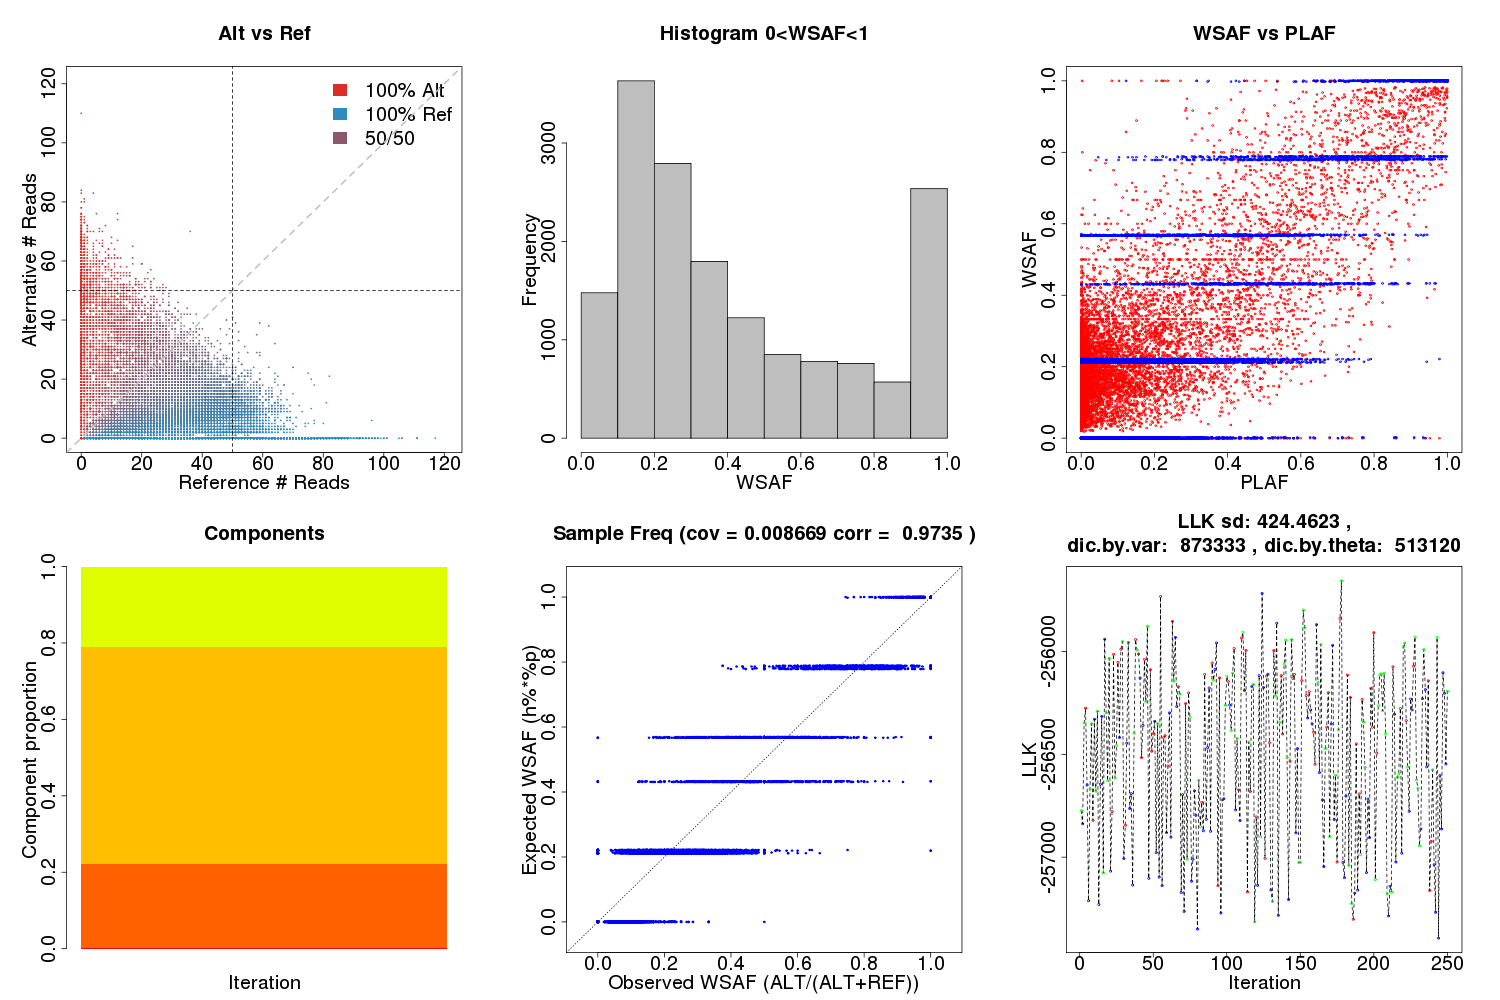 Alt vs Ref
100% Alt
100% Ref
50/50
Alternative # Reads
0 20 40 60 80 100 120
0 20 40 60 80 100 120
Reference # Reads
Histogram 0<WSAF<1
Frequency
0 1000 2000 3000
0.0 0.2 0.4 0.6 0.8 1.0
WSAF
WSAF vs PLAF
WSAF
0.0 0.2 0.4 0.6 0.8 1.0
0.0 0.2 0.4 0.6 0.8 1.0
PLAF
Components
Component proportion
0.0 0.2 0.4 0.6 0.8 1.0
Iteration
Sample Freq (cov = 0.008669 corr = 0.9735 )
Expected WSAF (h%*%p)
0.0 0.2 0.4 0.6 0.8 1.0
0.0 0.2 0.4 0.6 0.8 1.0
Observed WSAF (ALT/(ALT+REF))
LLK sd: 424.4623 ,
dic.by.var: 873333 , dic.by.theta: 513120
LLK
-257000 -256500 -256000
0 50 100 150 200 250
Iteration